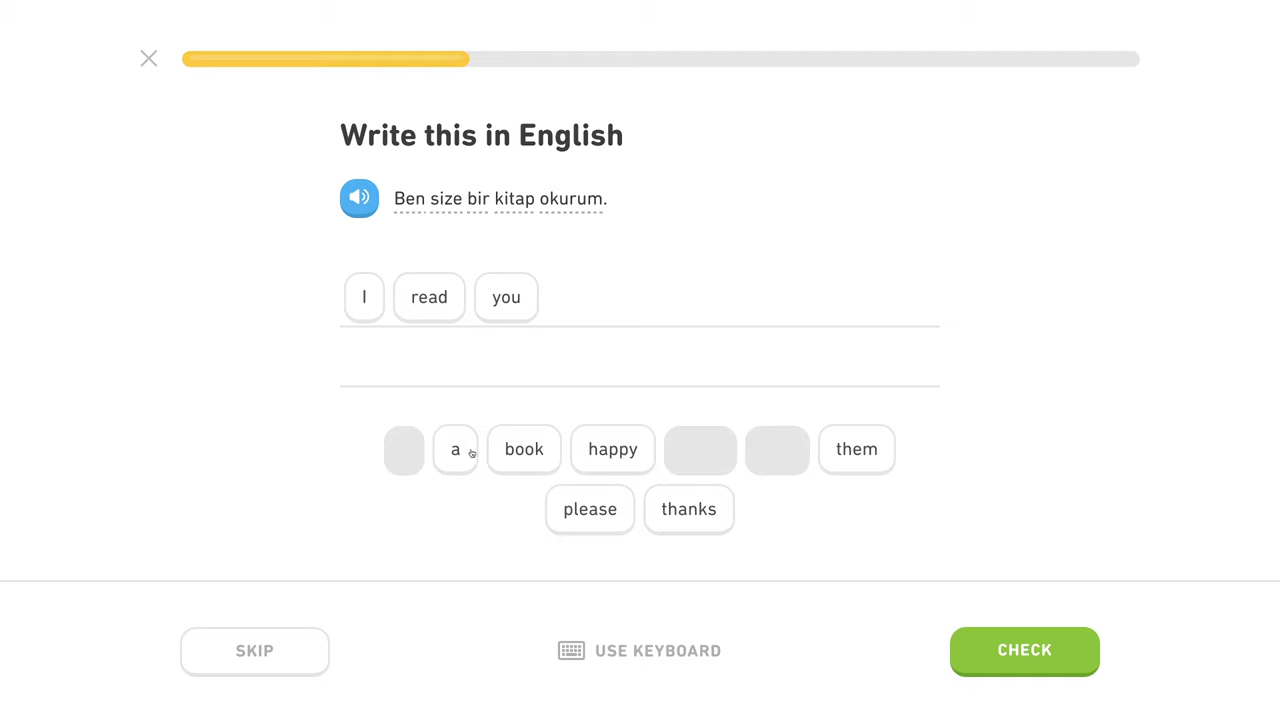 Write this in English
Ben size bir kitap okurum.
I read you
a book happy them
please thanks
SKIP USE KEYBOARD CHECK